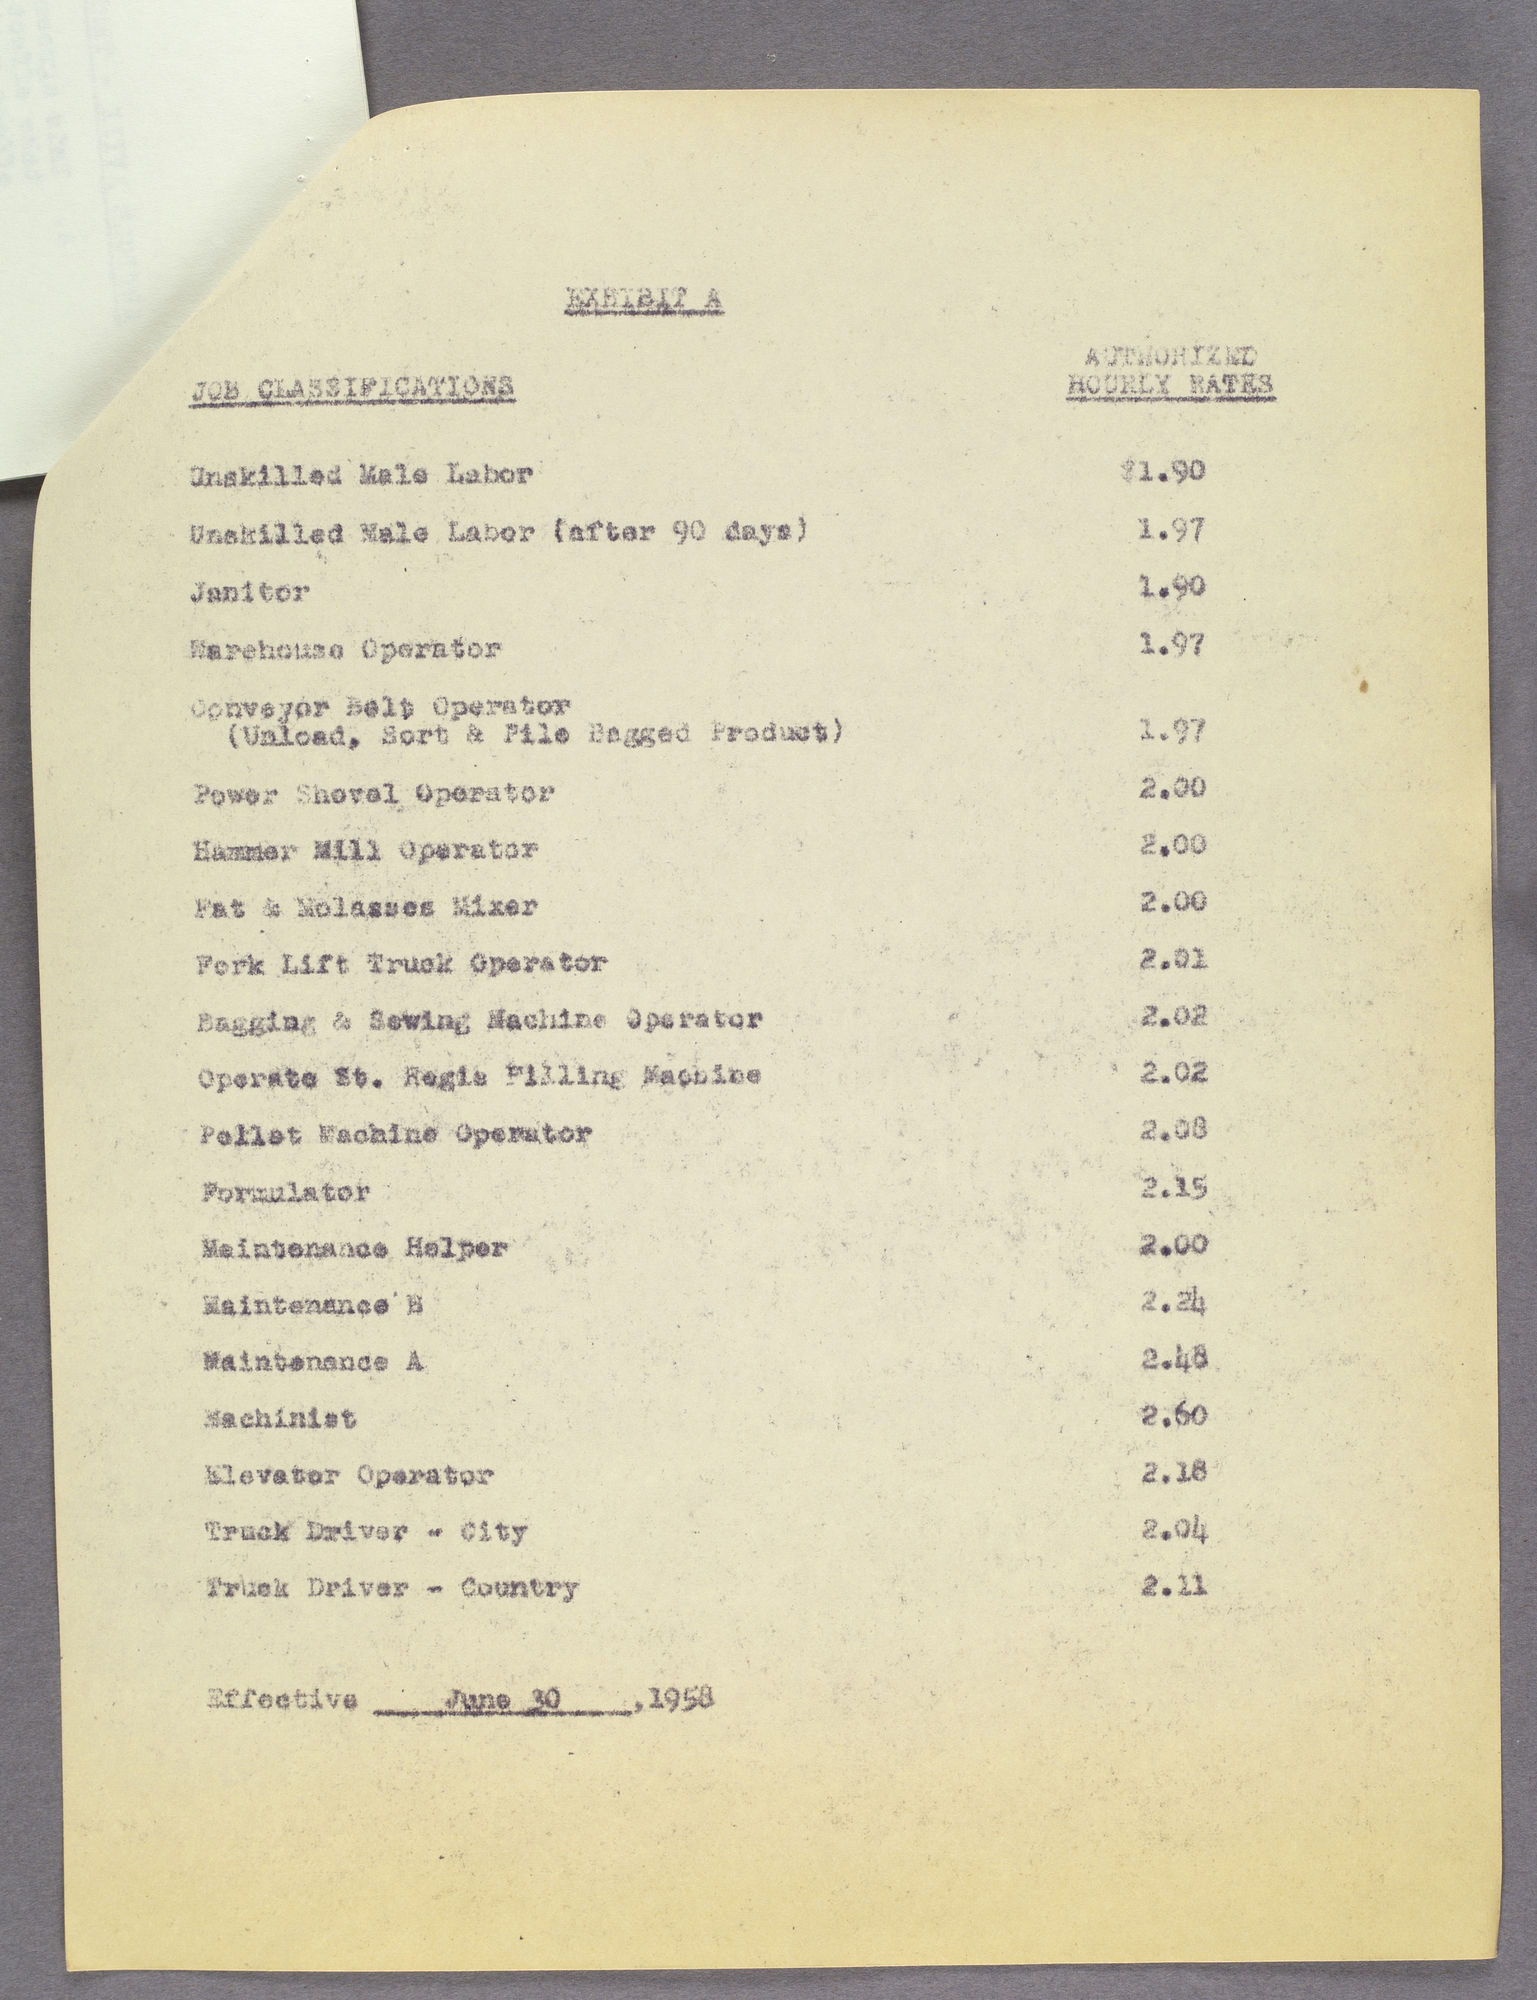 EXHIBIT A
AUTHORIZED
JOB CLASSIFICATIONS HOURLY RATES
Unskilled Male Labor $1.90
Unskilled Male Labor (after 90 days) 1.97
Janitor 1.90
Warehouse Operator 1.97
Conveyor Belt Operator
(Unload, Sort & Pile Bagged Product) 1.97
Power Shovel Operator 2.00
Hammer Mill Operator 2.00
Fat & Molasses Mixer 2.00
Fork Lift Truck Operator 2.01
Bagging & Sewing Machine Operator 2.02
Operate St. Regis Filling Machine 2.02
Pellet Machine Operator 2.08
Formulator 2.15
Maintenance Helper 2.00
Maintenance B 2.24
Maintenance A 2.48
Machinist 2.60
Elevator Operator 2.18
Truck Driver - City 2.04
Truck Driver - Country 2.11
Effective June 30, 1958